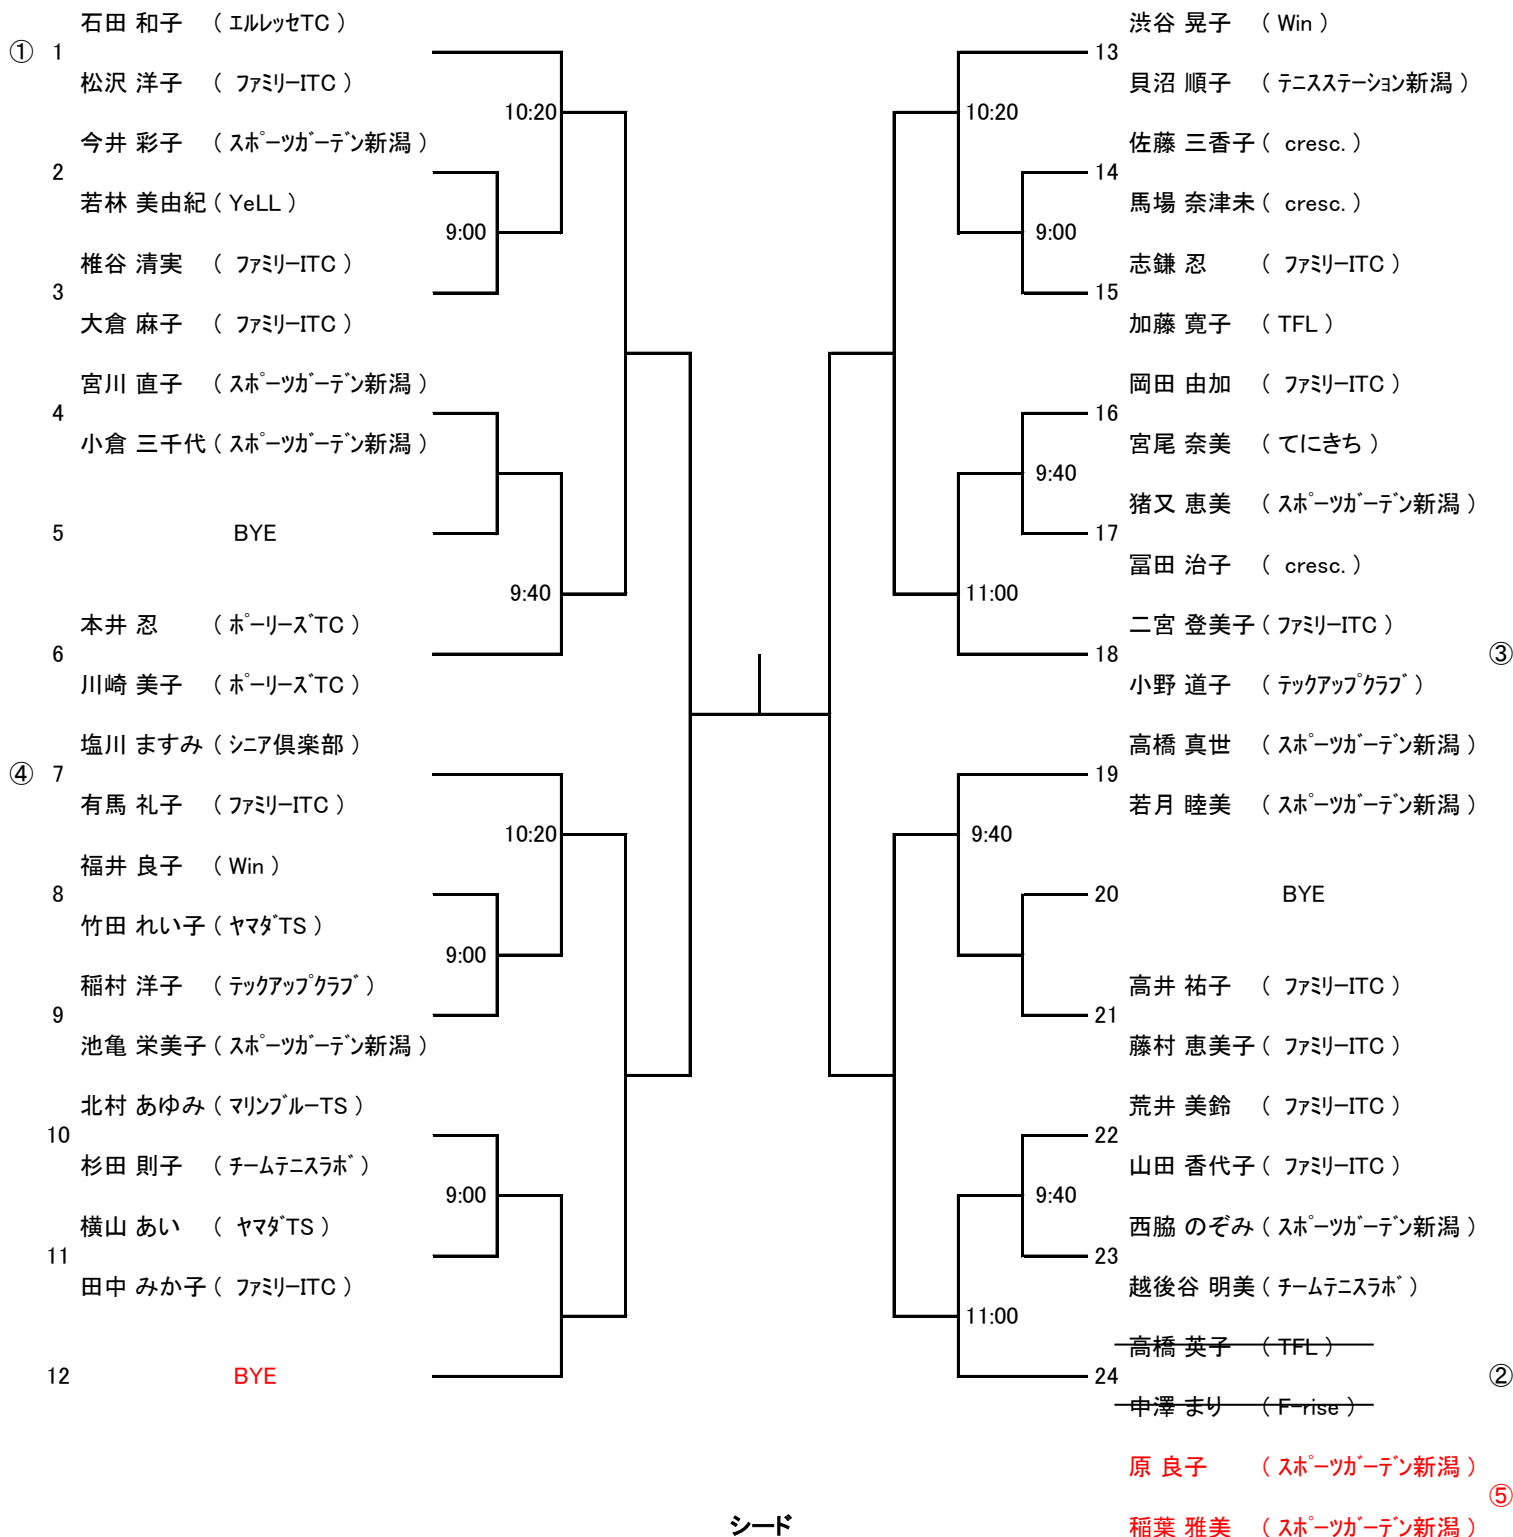 石田 和子 ( エルレッセTC )
① 1
松沢 洋子 ( ファミリーITC )
10:20
今井 彩子 ( スポーツガーデン新潟 )
2
若林 美由紀 ( YeLL )
9:00
椎谷 清実 ( ファミリーITC )
3
大倉 麻子 ( ファミリーITC )
宮川 直子 ( スポーツガーデン新潟 )
4
小倉 三千代 ( スポーツガーデン新潟 )
5 BYE
9:40
本井 忍 ( ポーリーズTC )
6
川崎 美子 ( ポーリーズTC )
塩川 ますみ ( シニア倶楽部 )
④ 7
有馬 礼子 ( ファミリーITC )
10:20
福井 良子 ( Win )
8
竹田 れい子 ( ヤマダTS )
9:00
稲村 洋子 ( テックアップクラブ )
9
池亀 栄美子 ( スポーツガーデン新潟 )
北村 あゆみ ( マリンブルーTS )
10
杉田 則子 ( チームテニスラボ )
9:00
横山 あい ( ヤマダTS )
11
田中 みか子 ( ファミリーITC )
12 BYE
渋谷 晃子 ( Win )
13
貝沼 順子 ( テニスステーション新潟 )
10:20
佐藤 三香子 ( cresc. )
14
馬場 奈津未 ( cresc. )
9:00
志鎌 忍 ( ファミリーITC )
15
加藤 寛子 ( TFL )
岡田 由加 ( ファミリーITC )
16
宮尾 奈美 ( てにきち )
9:40
猪又 恵美 ( スポーツガーデン新潟 )
17
冨田 治子 ( cresc. )
11:00
二宮 登美子 ( ファミリーITC )
18 ③
小野 道子 ( テックアップクラブ )
高橋 真世 ( スポーツガーデン新潟 )
19
若月 睦美 ( スポーツガーデン新潟 )
9:40
20 BYE
高井 祐子 ( ファミリーITC )
21
藤村 恵美子 ( ファミリーITC )
荒井 美鈴 ( ファミリーITC )
22
山田 香代子 ( ファミリーITC )
9:40
西脇 のぞみ ( スポーツガーデン新潟 )
23
越後谷 明美 ( チームテニスラボ )
11:00
高橋 英子 ( TFL )
24 ②
中澤 まり ( F-rise )
原 良子 ( スポーツガーデン新潟 )
⑤
稲葉 雅美 ( スポーツガーデン新潟 )
シード